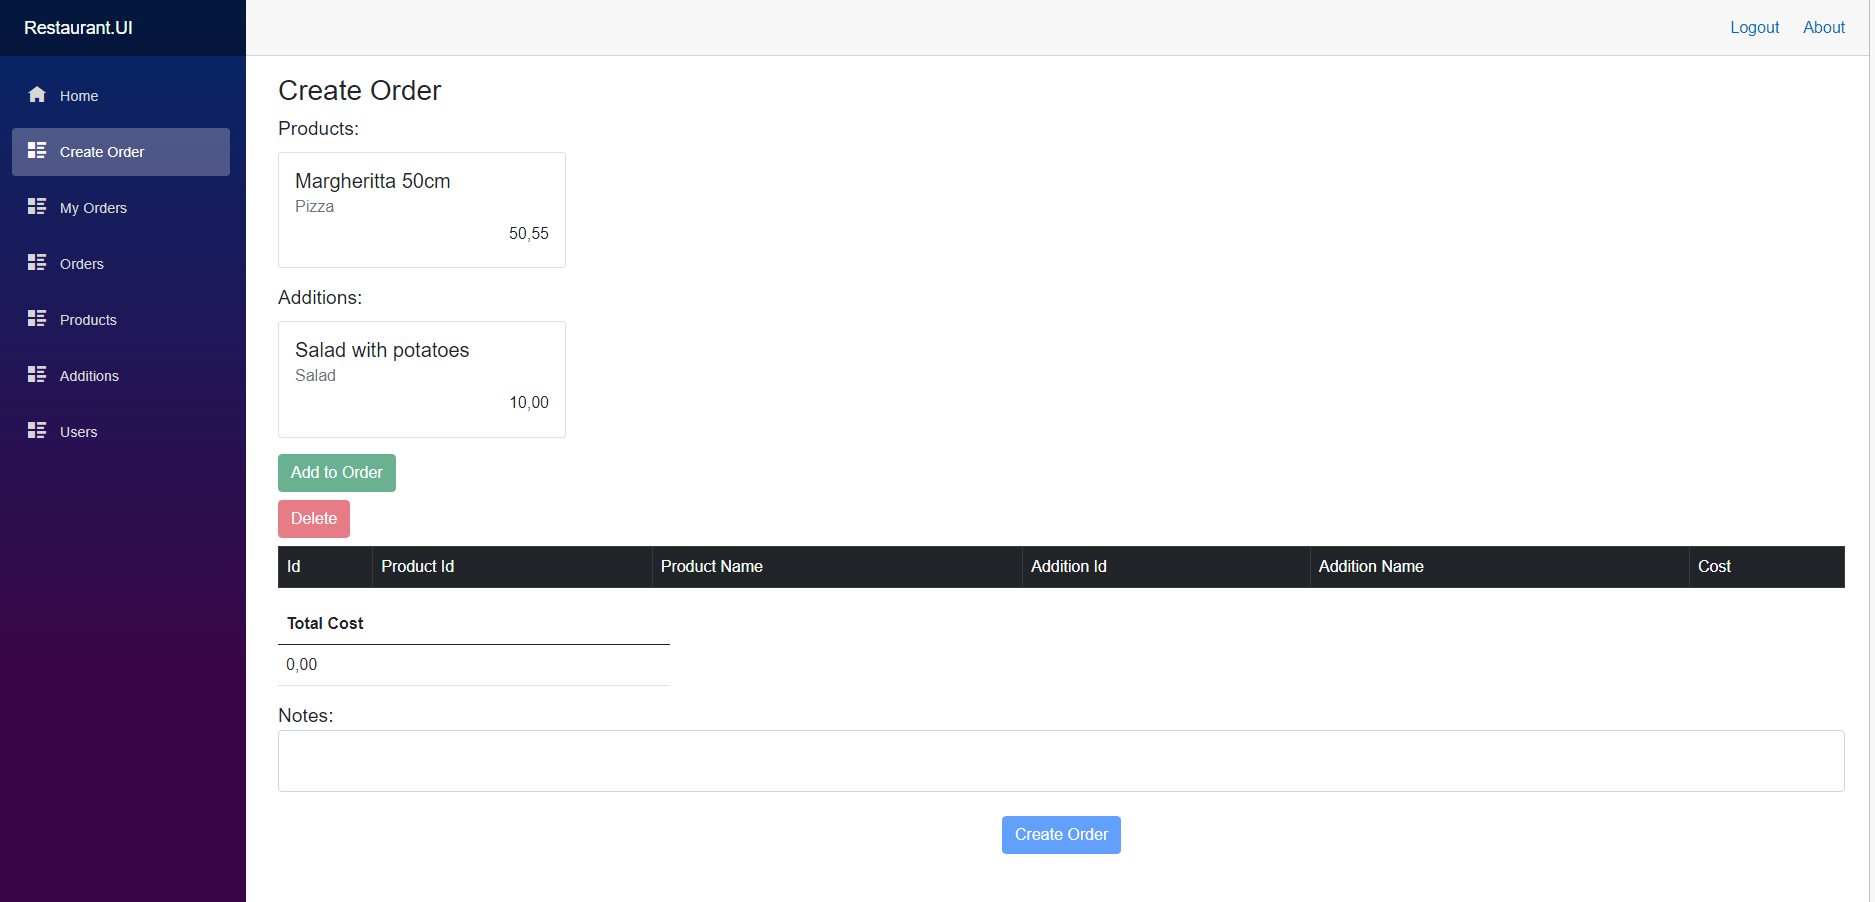 Restaurant.UI
Logout About
Home
Create Order
My Orders
Orders
Products
Additions
Users
Create Order
Products:
Margheritta 50cm
Pizza
50,55
Additions:
Salad with potatoes
Salad
10,00
Add to Order
Delete
Id Product Id Product Name Addition Id Addition Name Cost
Total Cost
0,00
Notes:
Create Order